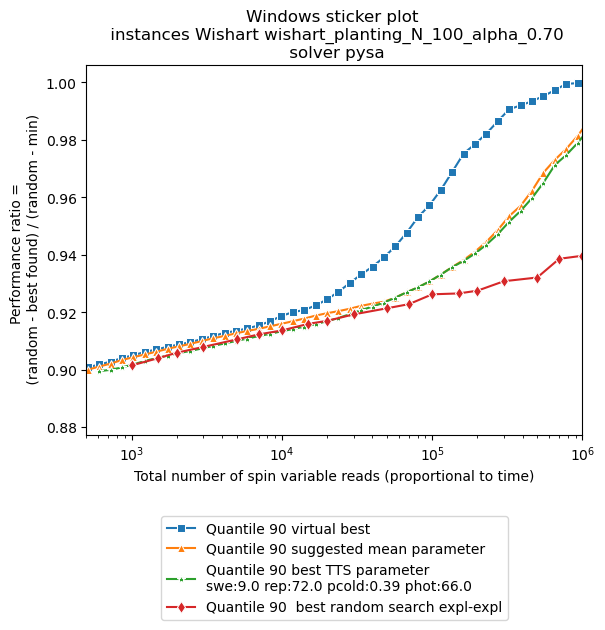 Windows sticker plot
instances Wishart wishart_planting_N_100_alpha_0.70
solver pysa
Performance ratio =
(random - best found) / (random - min)
1.00
0.98
0.96
0.94
0.92
0.90
0.88
10³
10⁴
10⁵
10⁶
Total number of spin variable reads (proportional to time)
Quantile 90 virtual best
Quantile 90 suggested mean parameter
Quantile 90 best TTS parameter
swe:9.0 rep:72.0 pcold:0.39 phot:66.0
Quantile 90  best random search expl-expl